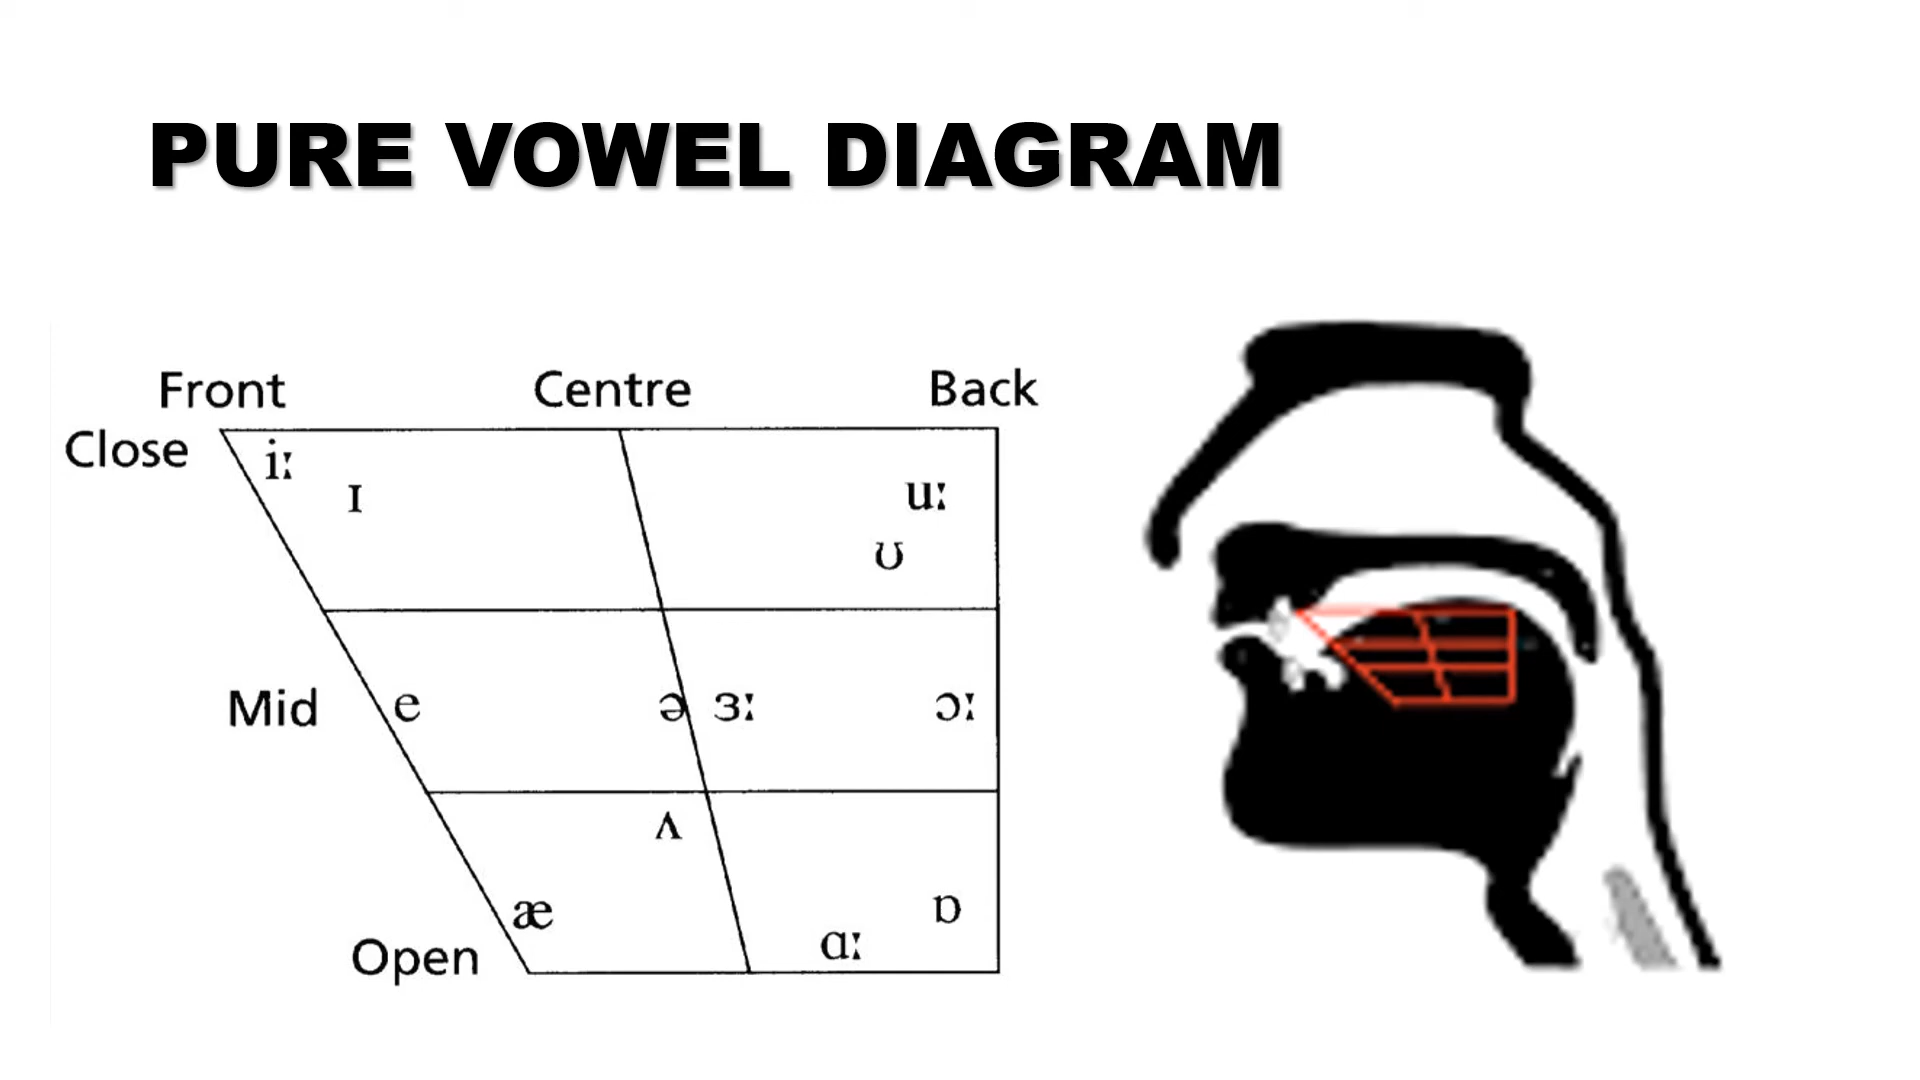 PURE VOWEL DIAGRAM
Front Centre Back
Close iː
ɪ uː
ʊ
Mid e ə ɜː ɔː
ʌ
æ ɒ
Open ɑː